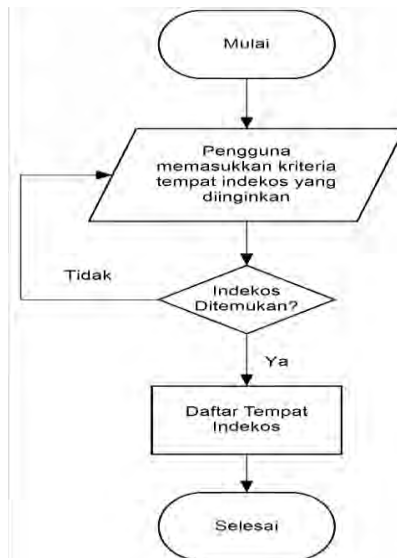 Mulai
Pengguna
memasukkan kriteria
tempat indekos yang
diinginkan
Tidak
Indekos
Ditemukan?
Ya
Daftar Tempat
Indekos
Selesai